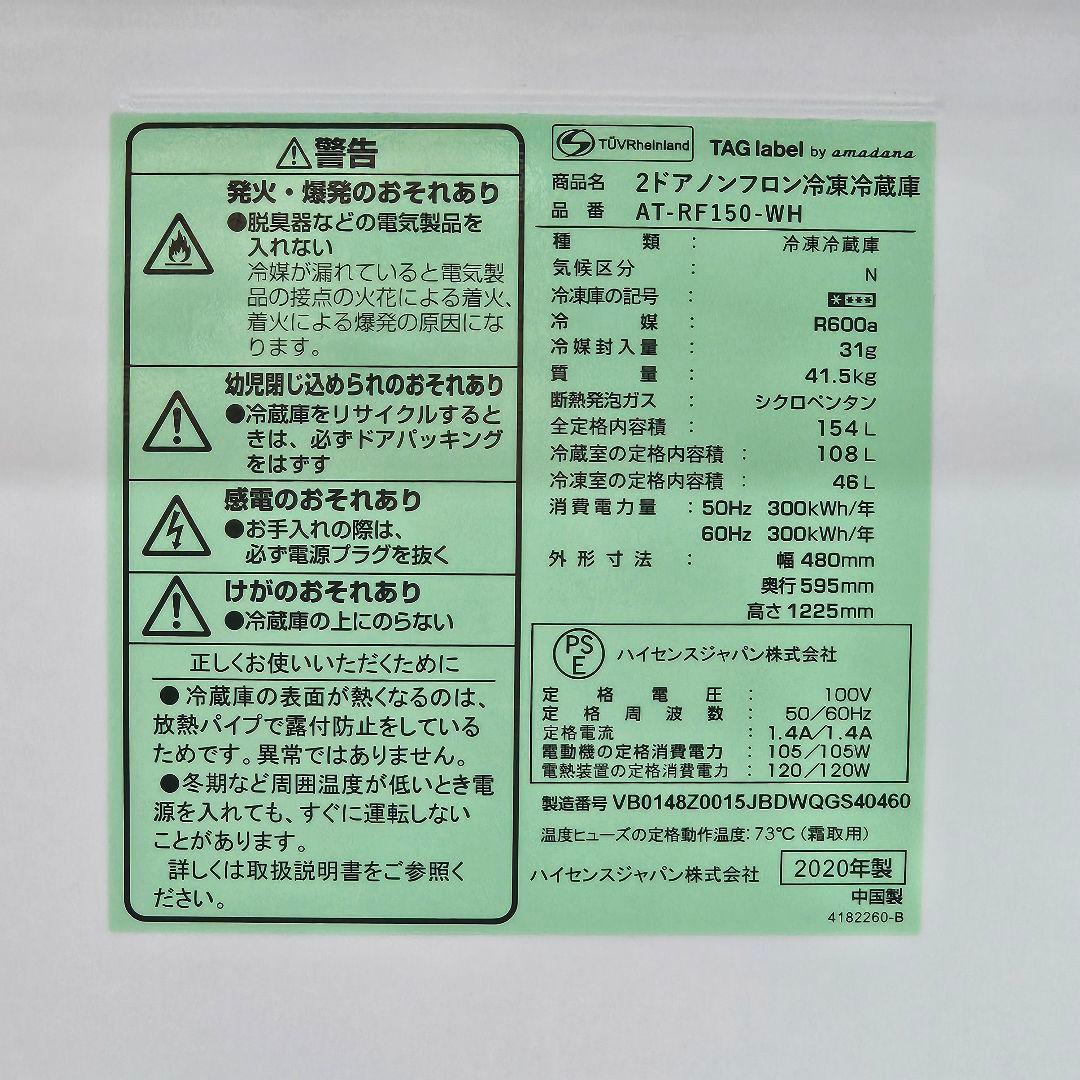 警告
発火・爆発のおそれあり
●脱臭器などの電気製品を
入れない
冷媒が漏れていると電気製
品の接点の火花による着火、
着火による爆発の原因にな
ります。
幼児閉じ込められのおそれあり
●冷蔵庫をリサイクルすると
きは、必ずドアパッキング
をはずす
感電のおそれあり
●お手入れの際は、
必ず電源プラグを抜く
けがのおそれあり
●冷蔵庫の上にのらない
正しくお使いいただくために
●冷蔵庫の表面が熱くなるのは、
放熱パイプで露付防止をしている
ためです。異常ではありません。
●冬期など周囲温度が低いとき電
源を入れても、すぐに運転しない
ことがあります。
詳しくは取扱説明書をご参照く
ださい。
TÜVRheinland TAG label by amadana
商品名 2ドアノンフロン冷凍冷蔵庫
品番 AT-RF150-WH
種類 : 冷凍冷蔵庫
気候区分 : N
冷凍庫の記号 : ****
冷媒 : R600a
冷媒封入量 : 31g
質量 : 41.5kg
断熱発泡ガス : シクロペンタン
全定格内容積 : 154L
冷蔵室の定格内容積 : 108L
冷凍室の定格内容積 : 46L
消費電力量 : 50Hz 300kWh/年
60Hz 300kWh/年
外形寸法 : 幅 480mm
奥行 595mm
高さ 1225mm
PSE ハイセンスジャパン株式会社
定格電圧 : 100V
定格周波数 : 50/60Hz
定格電流 : 1.4A/1.4A
電動機の定格消費電力 : 105/105W
電熱装置の定格消費電力 : 120/120W
製造番号 VB0148Z0015JBDWQGS40460
温度ヒューズの定格動作温度:73℃(霜取用)
ハイセンスジャパン株式会社 2020年製
中国製
4182260-B